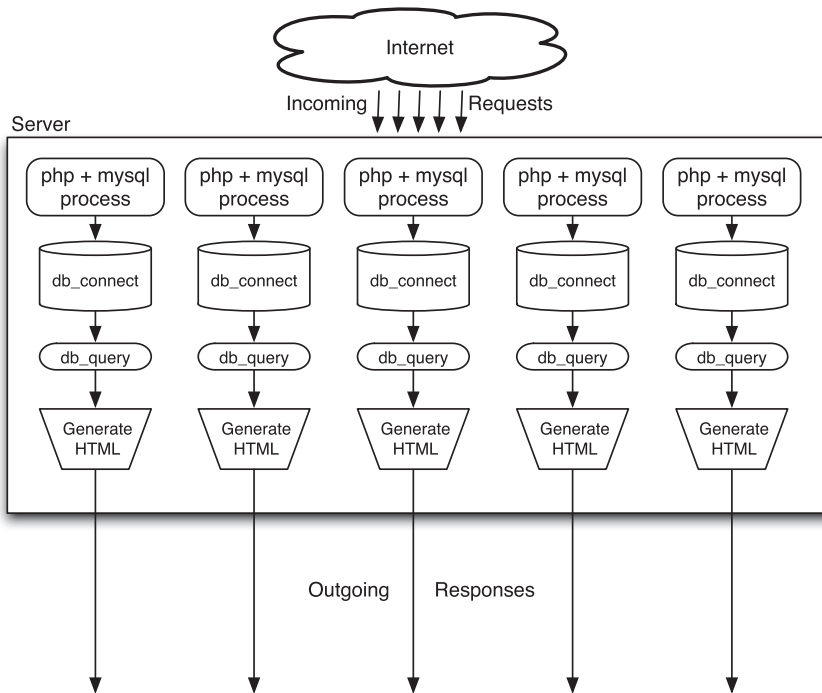 Internet
Incoming Requests
Server
php + mysql
process
php + mysql
process
php + mysql
process
php + mysql
process
php + mysql
process
db_connect
db_connect
db_connect
db_connect
db_connect
db_query
db_query
db_query
db_query
db_query
Generate
HTML
Generate
HTML
Generate
HTML
Generate
HTML
Generate
HTML
Outgoing Responses